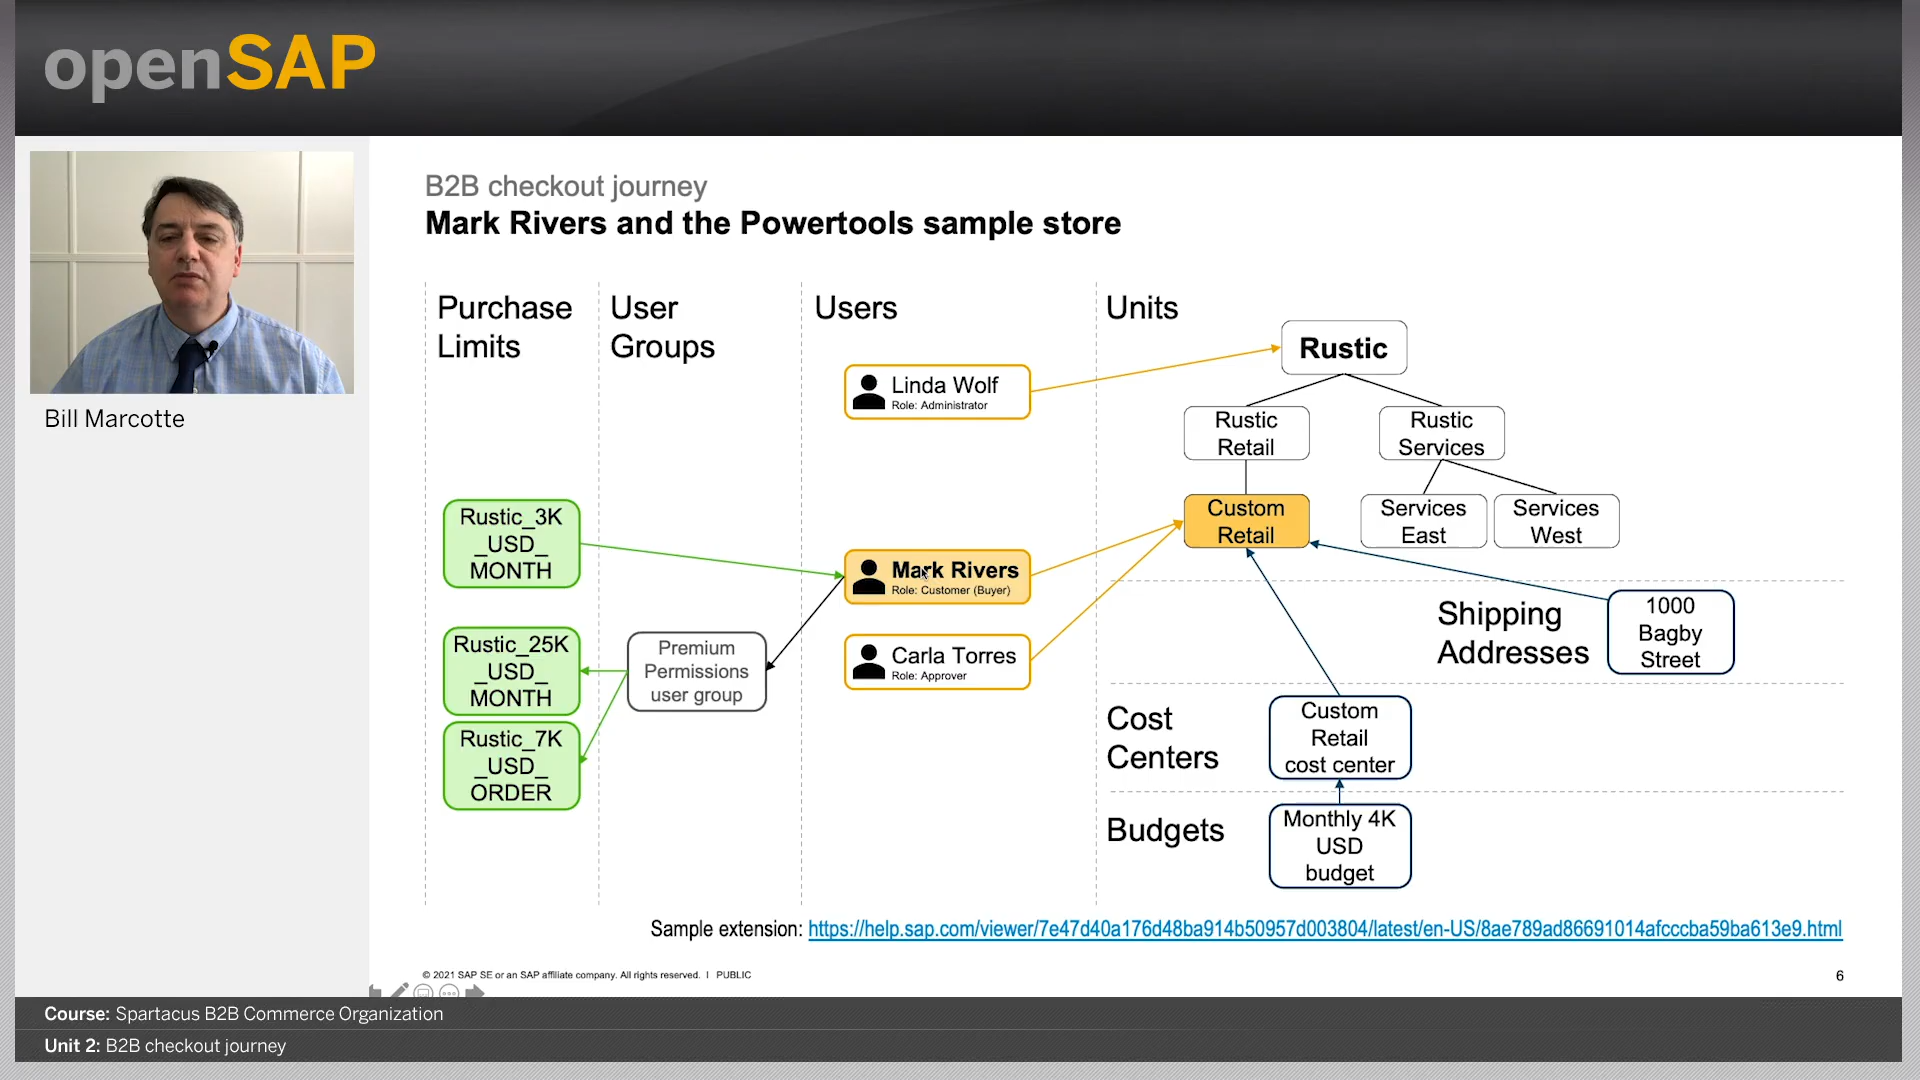 openSAP
Bill Marcotte
B2B checkout journey
Mark Rivers and the Powertools sample store
Purchase
Limits
User
Groups
Users
Units
Linda Wolf
Role: Administrator
Rustic
Rustic
Retail
Rustic
Services
Custom
Retail
Services
East
Services
West
Rustic_3K
_USD_
MONTH
Mark Rivers
Role: Customer (Buyer)
Rustic_25K
_USD_
MONTH
Premium
Permissions
user group
Carla Torres
Role: Approver
Rustic_7K
_USD_
ORDER
Shipping
Addresses
1000
Bagby
Street
Cost
Centers
Custom
Retail
cost center
Budgets
Monthly 4K
USD
budget
Sample extension: https://help.sap.com/viewer/7e47d40a176d48ba914b50957d003804/latest/en-US/8ae789ad86691014afcccba59ba613e9.html
© 2021 SAP SE or an SAP affiliate company. All rights reserved. I PUBLIC
6
Course: Spartacus B2B Commerce Organization
Unit 2: B2B checkout journey